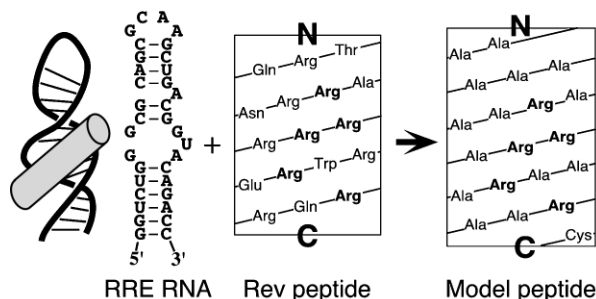 C A
G A
C-G
G-C
A-U
C-G
A
G-C
C-G
G G
U
G A
G-C
U-A
C-G
U-A
G-C
G-C
5' 3'
RRE RNA
+
N
Gln Arg Thr
Asn Arg Arg Ala
Arg Arg Arg
Glu Arg Trp Arg
Arg Gln Arg
C
Rev peptide
N
Ala Ala
Ala Ala Ala
Ala Ala Arg Ala
Ala Arg Arg
Ala Arg Ala Ala
Ala Ala Arg
C Cys
Model peptide